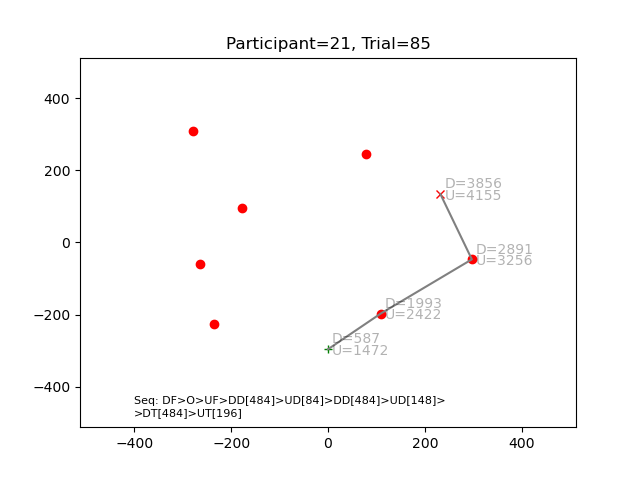 Participant=21, Trial=85
400
200
0
−200
−400
D=3856
U=4155
D=2891
U=3256
D=1993
U=2422
D=587
U=1472
Seq: DF>O>UF>DD[484]>UD[84]>DD[484]>UD[148]>
>DT[484]>UT[196]
−400
−200
0
200
400